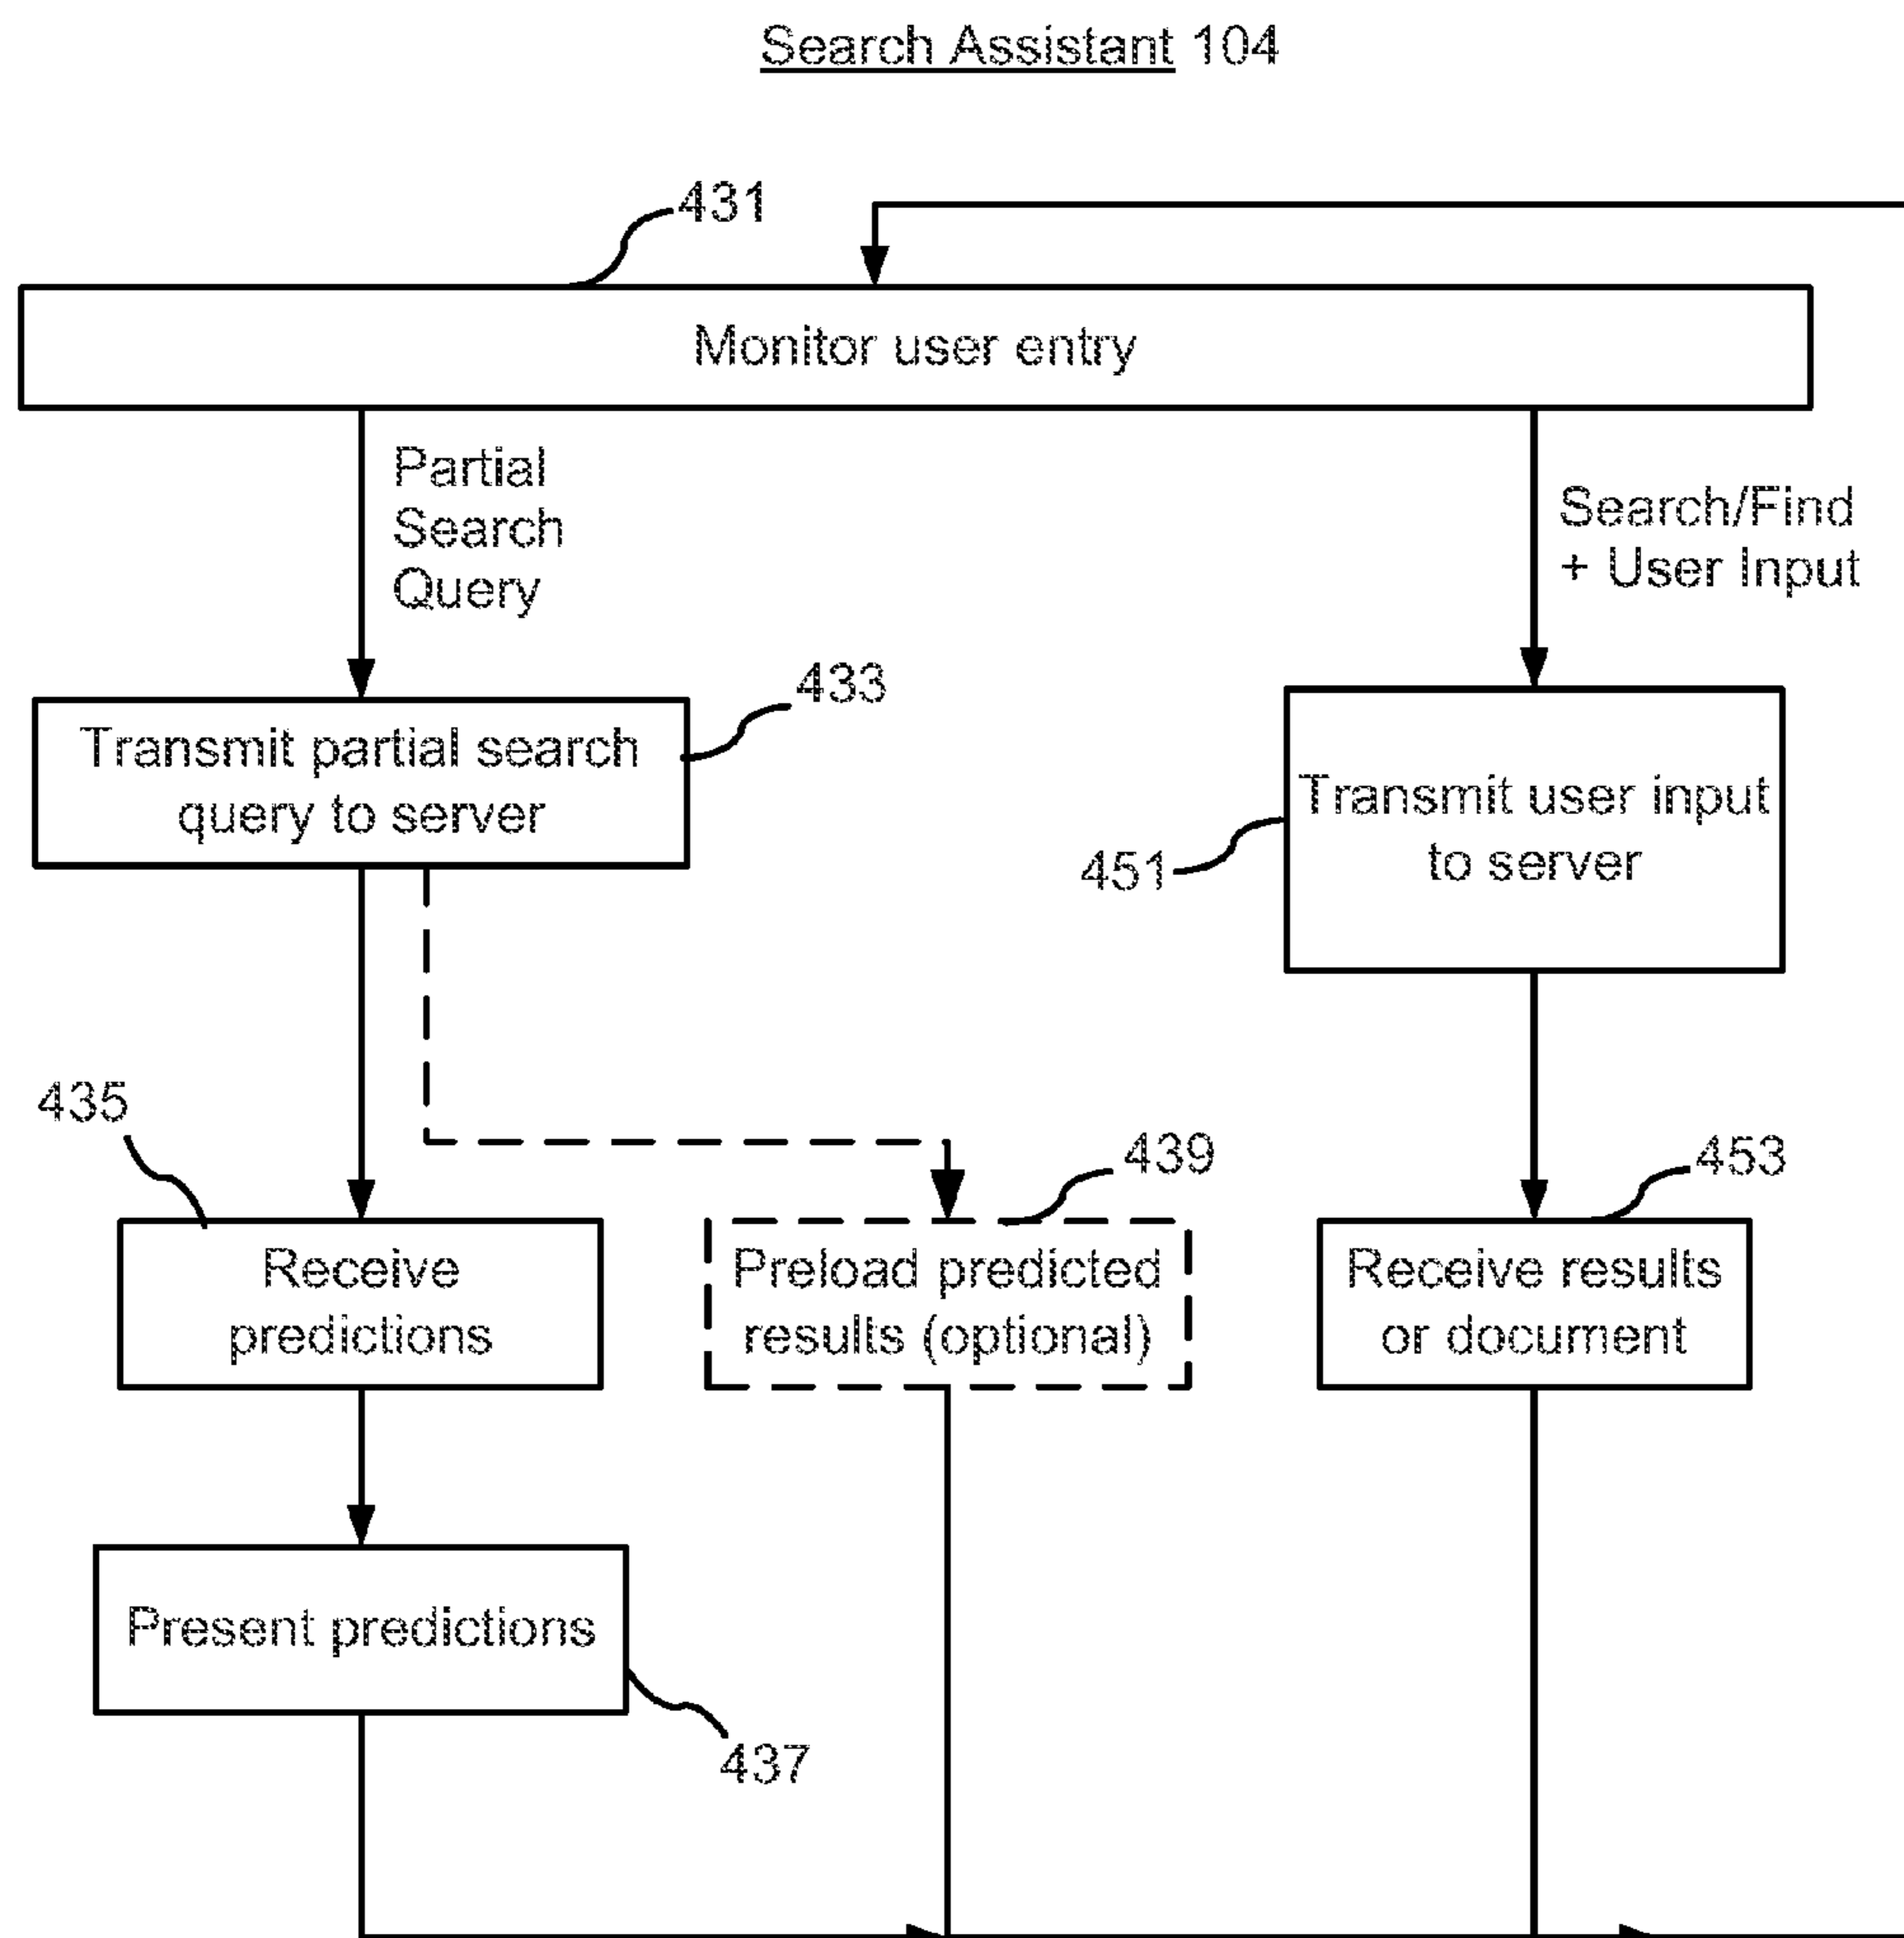 Search Assistant 104
431
Monitor user entry
Partial
Search
Query
Search/Find
+ User Input
433
Transmit partial search
query to server
Transmit user input
to server
451
435
439
453
Receive
predictions
Preload predicted
results (optional)
Receive results
or document
Present predictions
437